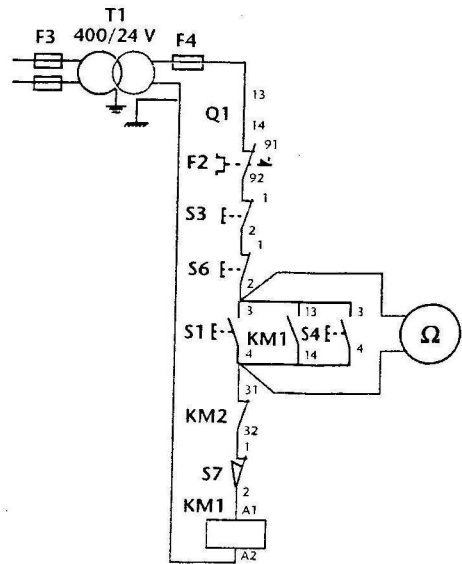 T1
F3 400/24 V F4
13
Q1
14
91
F2
92
1
S3
2
1
S6
2
3 13 3
S1 KM1 S4 Ω
4 14 4
31
KM2
32
1
S7
2
KM1 A1
A2